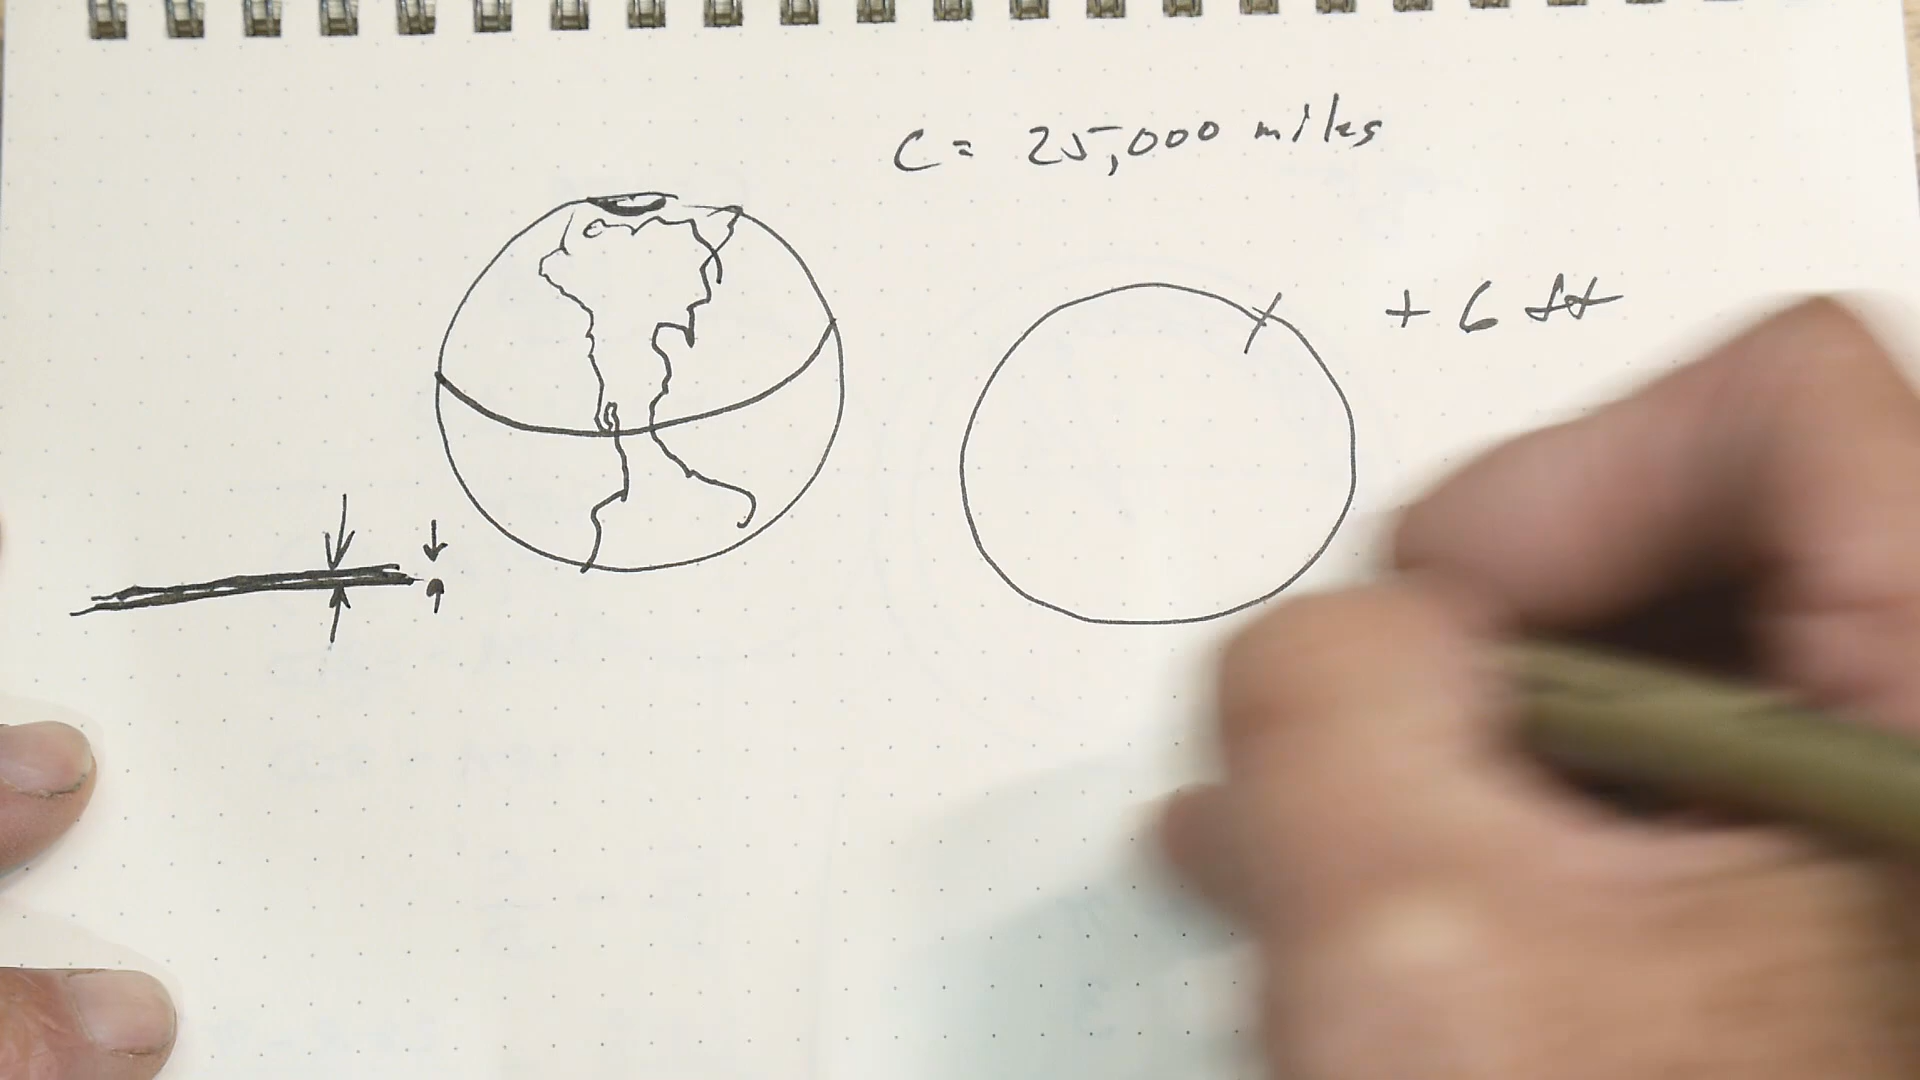 C = 25,000 miles
+ 6 ft